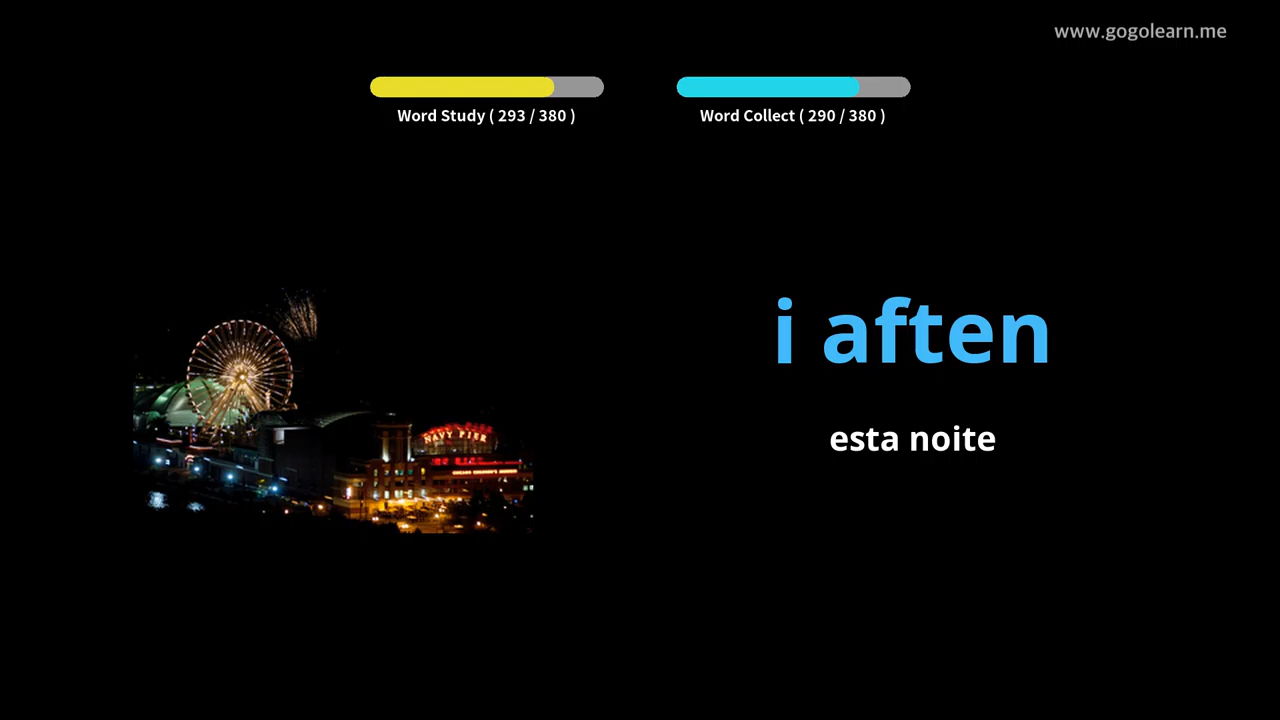 www.gogolearn.me
Word Study ( 293 / 380 )
Word Collect ( 290 / 380 )
i aften
esta noite
NAVY PIER